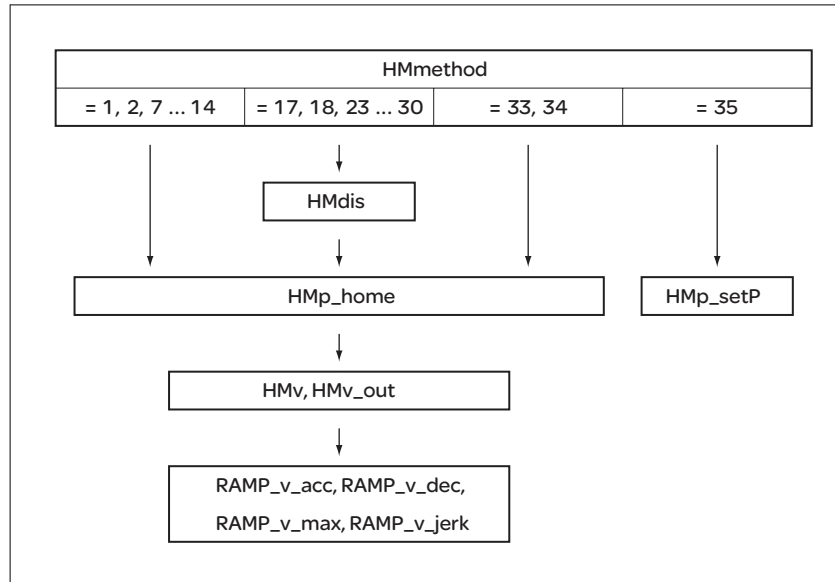 HMmethod
= 1, 2, 7 ... 14
= 17, 18, 23 ... 30
= 33, 34
= 35
HMdis
HMp_home
HMp_setP
HMv, HMv_out
RAMP_v_acc, RAMP_v_dec,
RAMP_v_max, RAMP_v_jerk